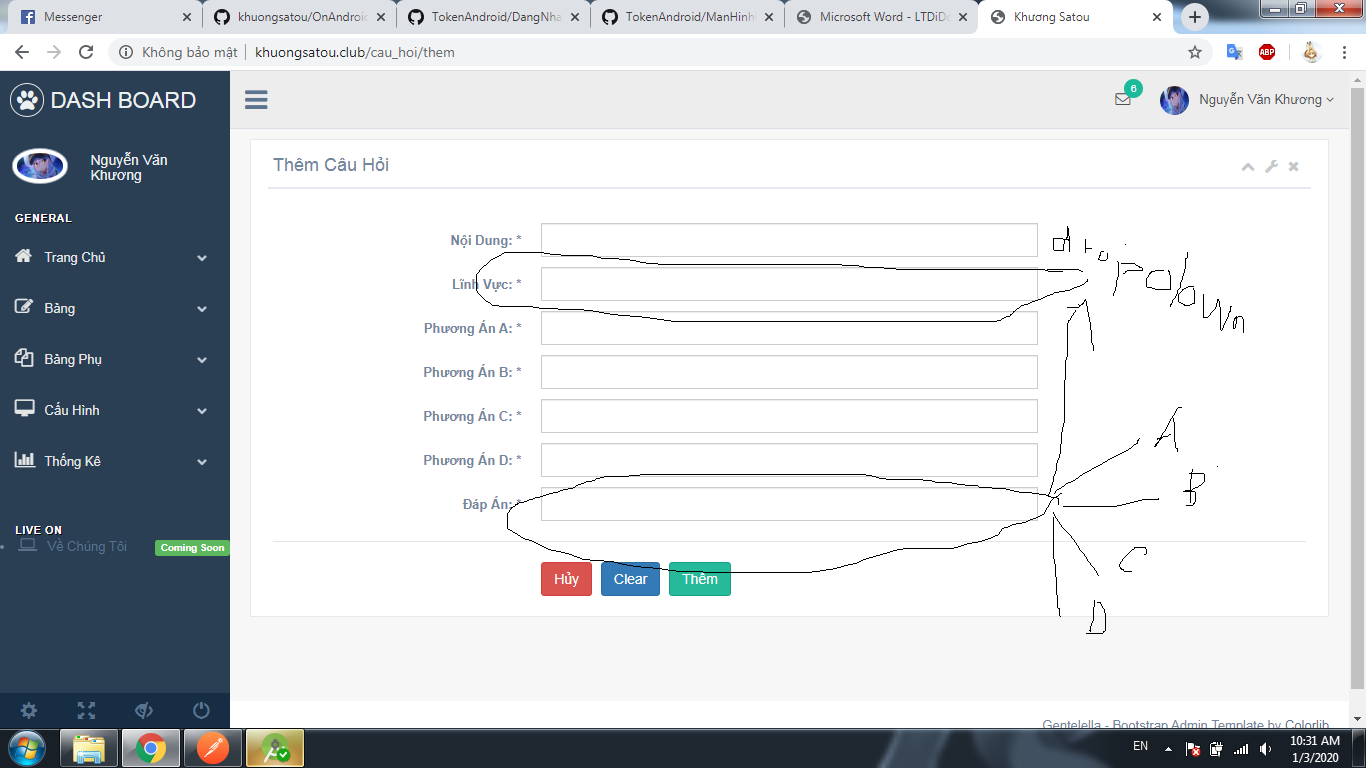 Messenger
khuongsatou/OnAndroid
TokenAndroid/DangNha
TokenAndroid/ManHinh
Microsoft Word - LTDiDo
Khương Satou
Không bảo mật | khuongsatou.club/cau_hoi/them
ABP
DASH BOARD
6
Nguyễn Văn Khương
Nguyễn Văn
Khương
Thêm Câu Hỏi
GENERAL
Trang Chủ
Bảng
Bảng Phụ
Cấu Hình
Thống Kê
LIVE ON
Về Chúng Tôi
Coming Soon
Nội Dung: *
Lĩnh Vực: *
Phương Án A: *
Phương Án B: *
Phương Án C: *
Phương Án D: *
Đáp Án: *
dropdown
A
B
C
D
Hủy
Clear
Thêm
Gentelella - Bootstrap Admin Template by Colorlib
EN
10:31 AM
1/3/2020